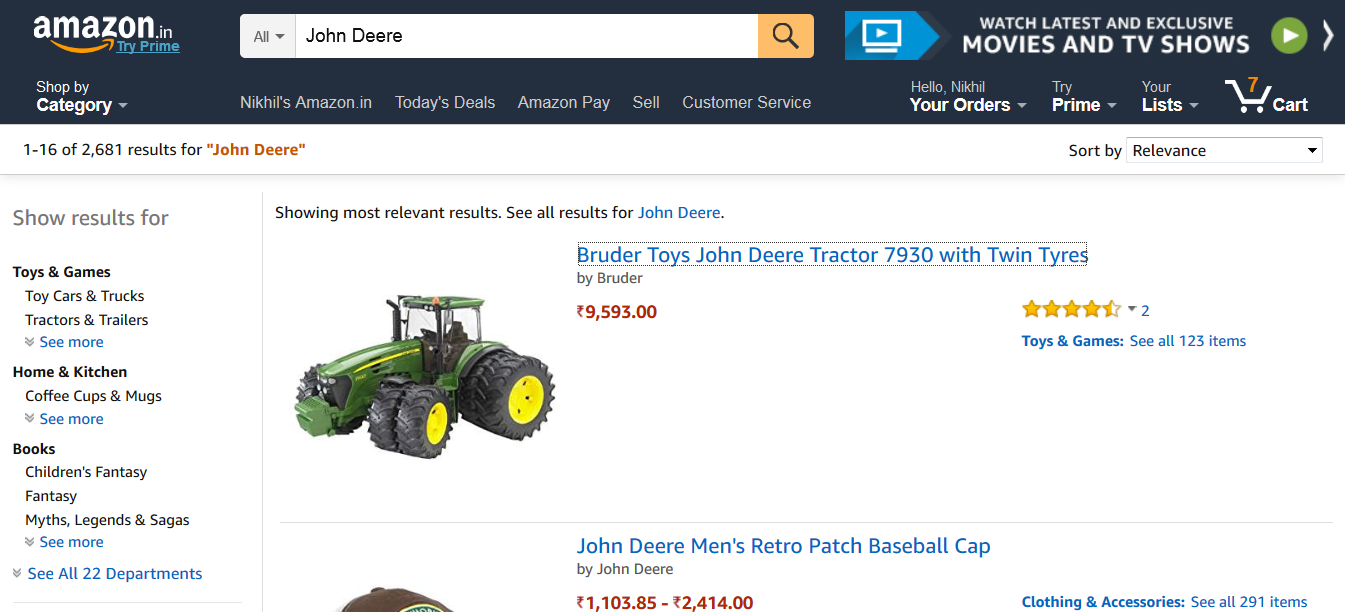 amazon.in
Try Prime
All
John Deere
WATCH LATEST AND EXCLUSIVE
MOVIES AND TV SHOWS
Shop by
Category
Nikhil's Amazon.in
Today's Deals
Amazon Pay
Sell
Customer Service
Hello, Nikhil
Your Orders
Try
Prime
Your
Lists
7
Cart
1-16 of 2,681 results for "John Deere"
Sort by Relevance
Show results for
Toys & Games
Toy Cars & Trucks
Tractors & Trailers
See more
Home & Kitchen
Coffee Cups & Mugs
See more
Books
Children's Fantasy
Fantasy
Myths, Legends & Sagas
See more
See All 22 Departments
Showing most relevant results. See all results for John Deere.
Bruder Toys John Deere Tractor 7930 with Twin Tyres
by Bruder
₹9,593.00
2
Toys & Games: See all 123 items
John Deere Men's Retro Patch Baseball Cap
by John Deere
₹1,103.85 - ₹2,414.00
Clothing & Accessories: See all 291 items